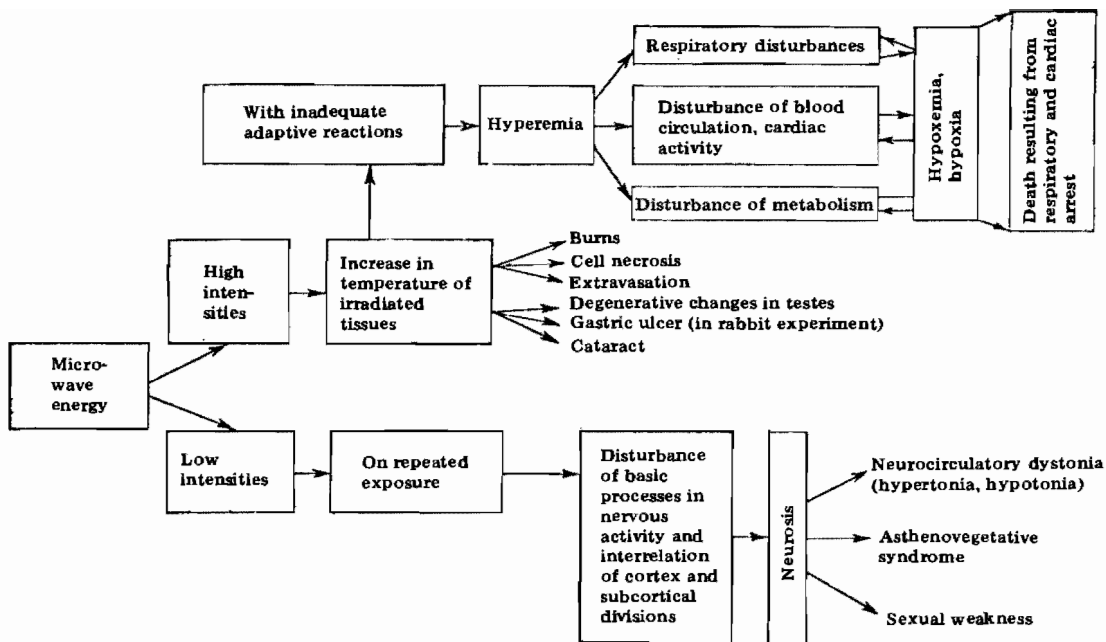 Respiratory disturbances
With inadequate
adaptive reactions
Hyperemia
Disturbance of blood
circulation, cardiac
activity
Disturbance of metabolism
Hypoxemia,
hypoxia
Death resulting from
respiratory and cardiac
arrest
High
inten-
sities
Increase in
temperature of
irradiated
tissues
Burns
Cell necrosis
Extravasation
Degenerative changes in testes
Gastric ulcer (in rabbit experiment)
Cataract
Micro-
wave
energy
Low
intensities
On repeated
exposure
Disturbance
of basic
processes in
nervous
activity and
interrelation
of cortex and
subcortical
divisions
Neurosis
Neurocirculatory dystonia
(hypertonia, hypotonia)
Asthenovegetative
syndrome
Sexual weakness